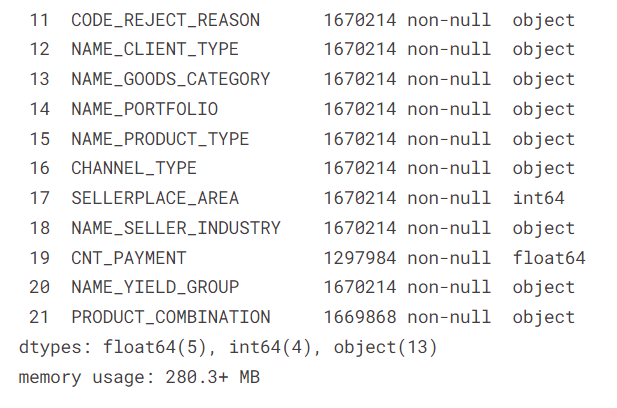 11 CODE_REJECT_REASON 1670214 non-null object
12 NAME_CLIENT_TYPE 1670214 non-null object
13 NAME_GOODS_CATEGORY 1670214 non-null object
14 NAME_PORTFOLIO 1670214 non-null object
15 NAME_PRODUCT_TYPE 1670214 non-null object
16 CHANNEL_TYPE 1670214 non-null object
17 SELLERPLACE_AREA 1670214 non-null int64
18 NAME_SELLER_INDUSTRY 1670214 non-null object
19 CNT_PAYMENT 1297984 non-null float64
20 NAME_YIELD_GROUP 1670214 non-null object
21 PRODUCT_COMBINATION 1669868 non-null object
dtypes: float64(5), int64(4), object(13)
memory usage: 280.3+ MB